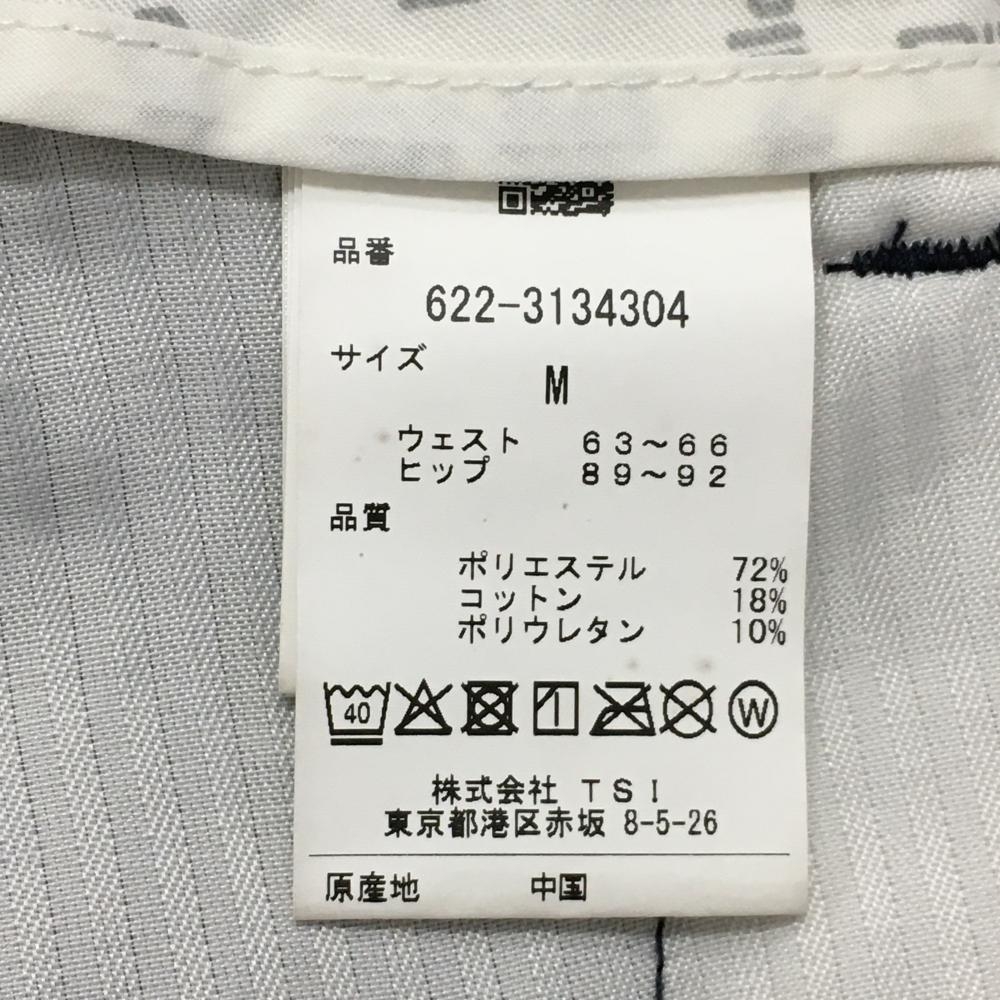 品番
622-3134304
サイズ
M
ウェスト 63~66
ヒップ 89~92
品質
ポリエステル 72%
コットン 18%
ポリウレタン 10%
40 W
株式会社 TSI
東京都港区赤坂 8-5-26
原産地 中国